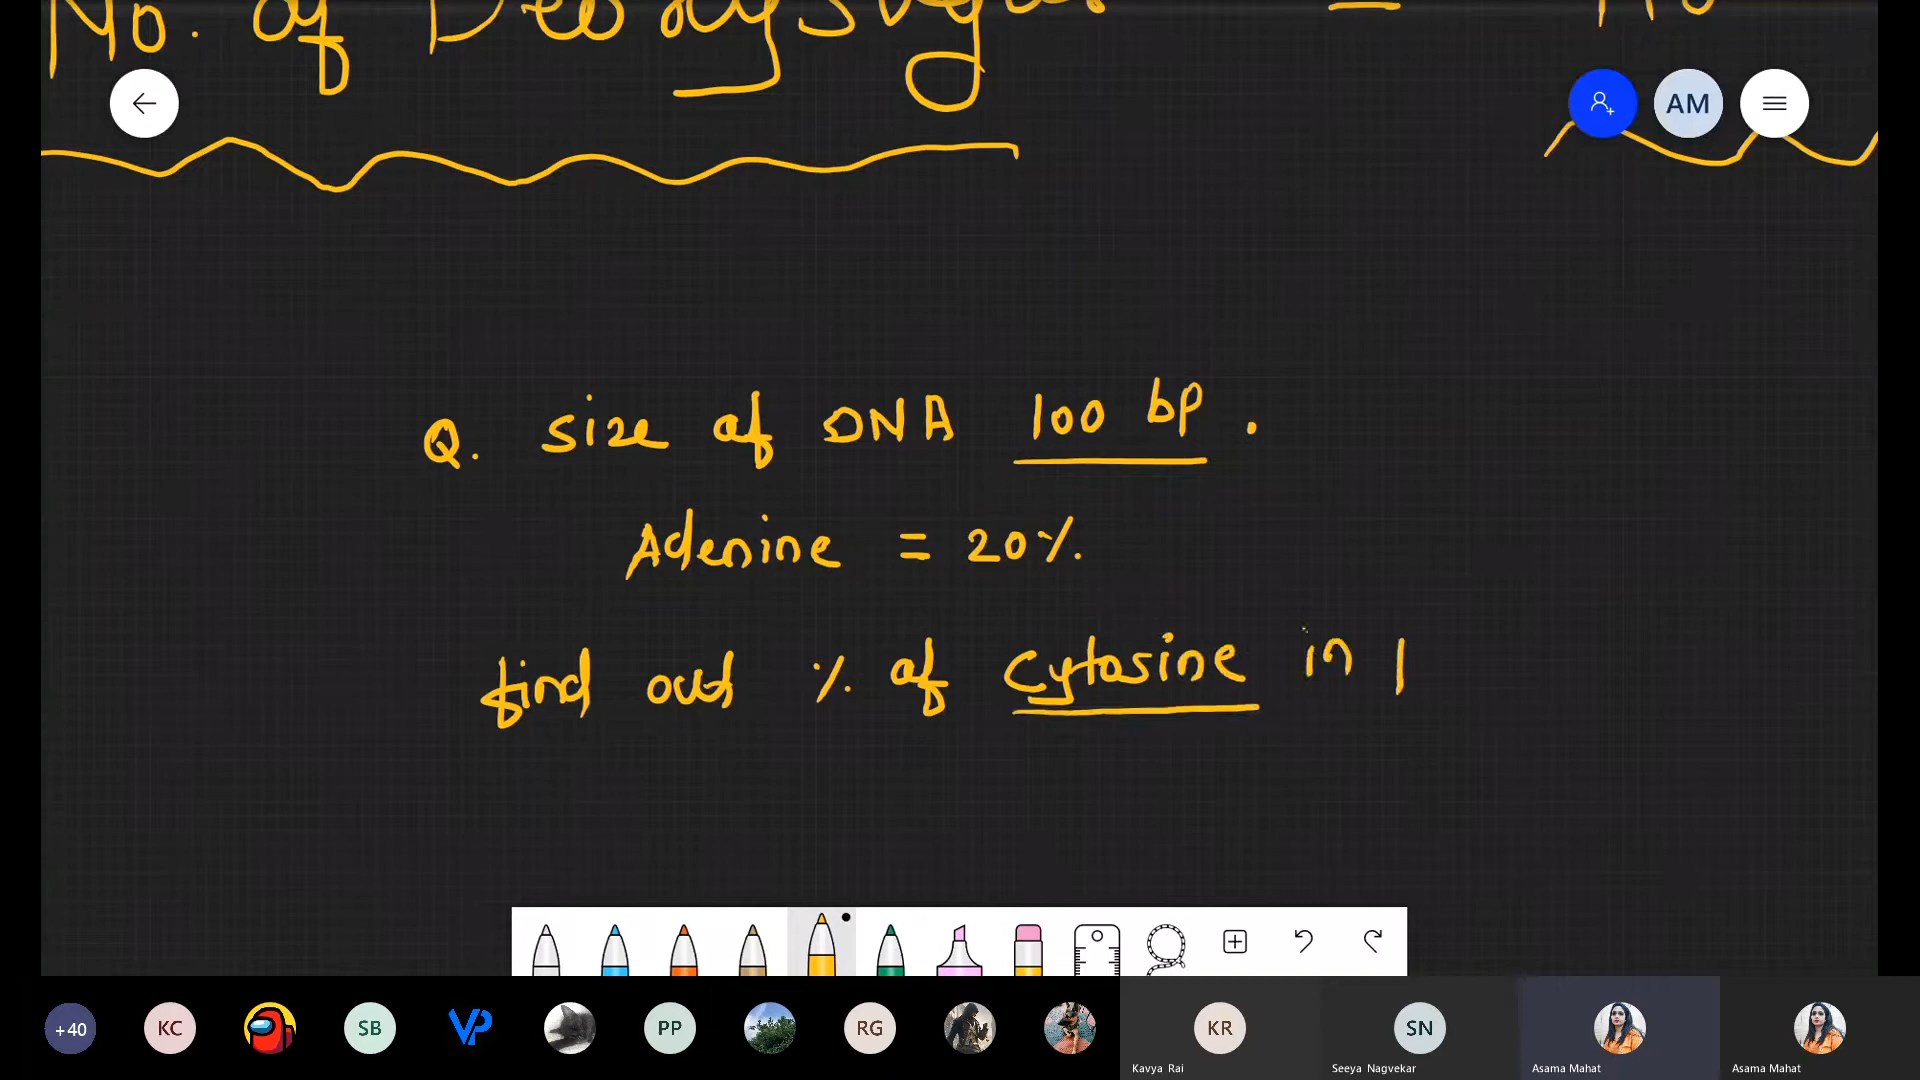 No. of Deoxysugar =
AM
Q. size of DNA 100 bp.
Adenine = 20%.
find out % of Cytosine in
+40 KC SB VP PP RG KR SN
Kavya Rai Seeya Nagvekar Asama Mahat Asama Mahat